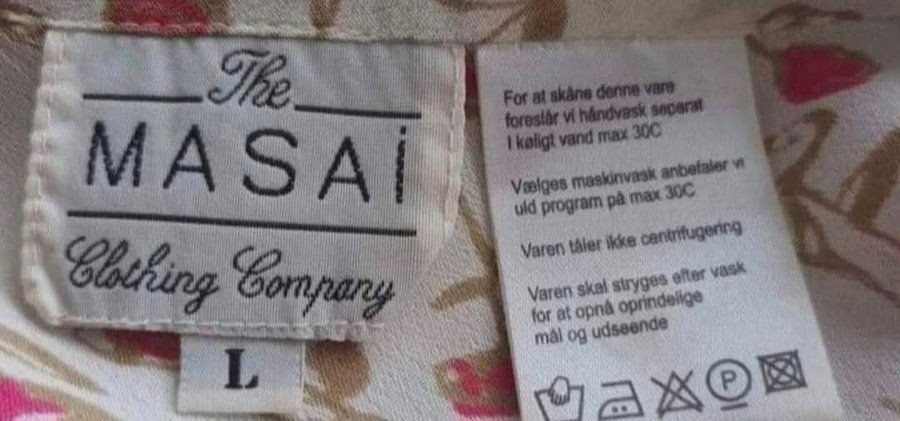 The
MASAi
Clothing Company
L
For at skåne denne vare
foreslår vi håndvask separat
I køligt vand max 30C
Vælges maskinvask anbefaler vi
uld program på max 30C
Varen tåler ikke centrifugering
Varen skal stryges efter vask
for at opnå oprindelige
mål og udseende
P